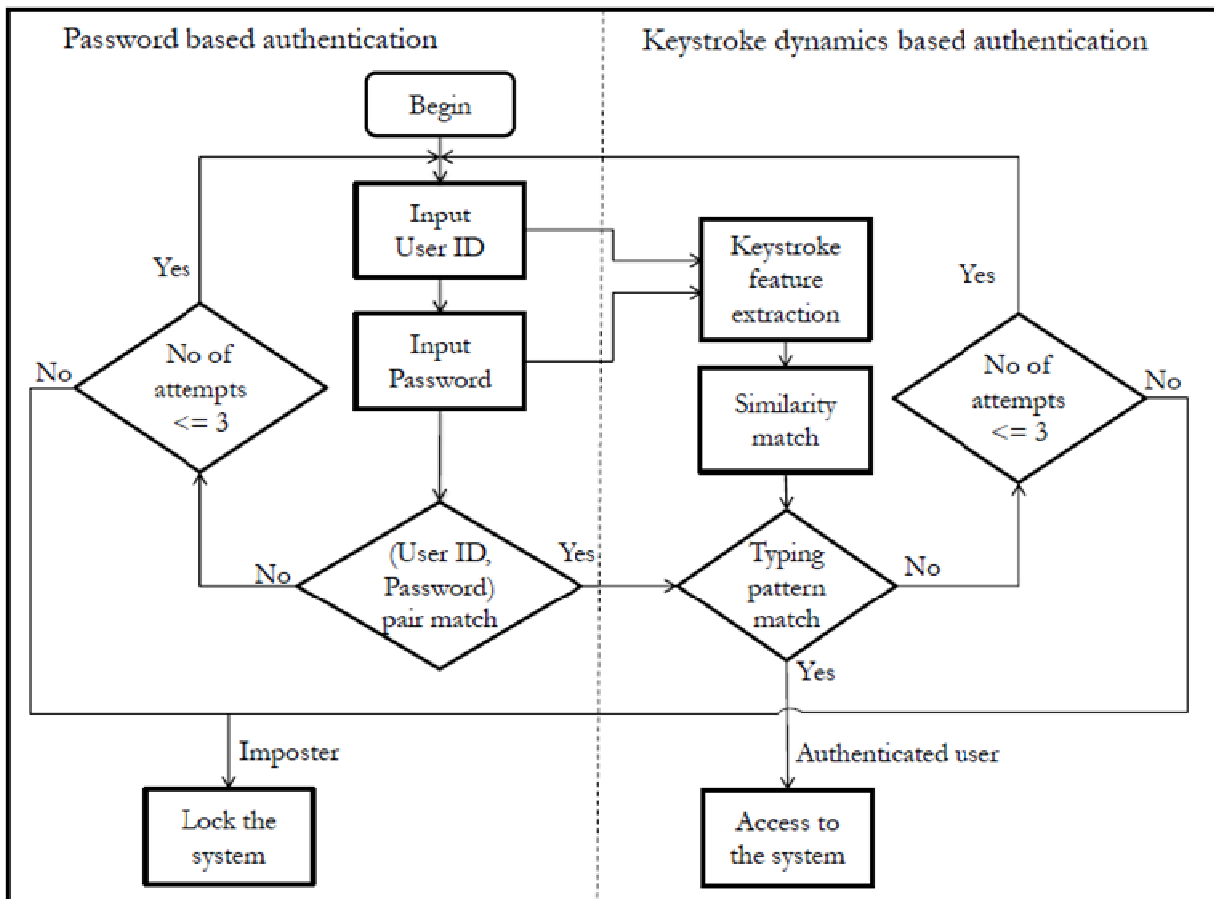 Password based authentication
Keystroke dynamics based authentication
Begin
Input
User ID
Keystroke
feature
extraction
Yes
Yes
Input
Password
No of
attempts
<= 3
No
Similarity
match
No of
attempts
<= 3
No
(User ID,
Password)
pair match
No
Yes
Typing
pattern
match
No
Yes
Imposter
Authenticated user
Lock the
system
Access to
the system